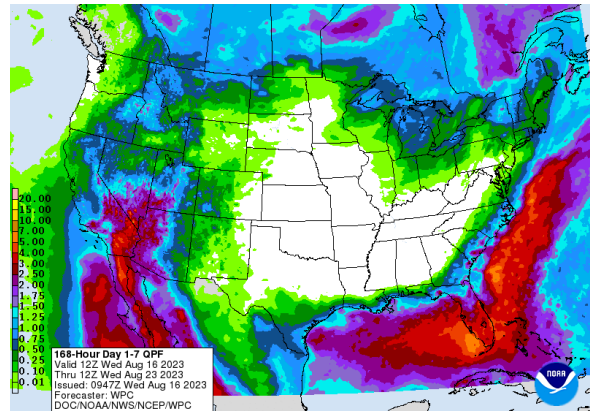 20.00
15.00
10.00
7.00
5.00
4.00
3.00
2.50
2.00
1.75
1.50
1.25
1.00
0.75
0.50
0.25
0.10
0.01
168-Hour Day 1-7 QPF
Valid 12Z Wed Aug 16 2023
Thru 12Z Wed Aug 23 2023
Issued: 0947Z Wed Aug 16 2023
Forecaster: WPC
DOC/NOAA/NWS/NCEP/WPC
NOAA